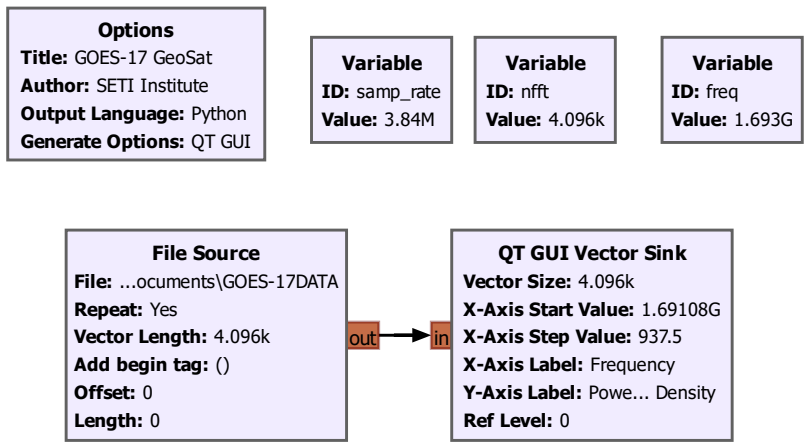 Options
Title: GOES-17 GeoSat
Author: SETI Institute
Output Language: Python
Generate Options: QT GUI
Variable
ID: samp_rate
Value: 3.84M
Variable
ID: nfft
Value: 4.096k
Variable
ID: freq
Value: 1.693G
File Source
File: ...ocuments\GOES-17DATA
Repeat: Yes
Vector Length: 4.096k
Add begin tag: ()
Offset: 0
Length: 0
out
in
QT GUI Vector Sink
Vector Size: 4.096k
X-Axis Start Value: 1.69108G
X-Axis Step Value: 937.5
X-Axis Label: Frequency
Y-Axis Label: Powe... Density
Ref Level: 0